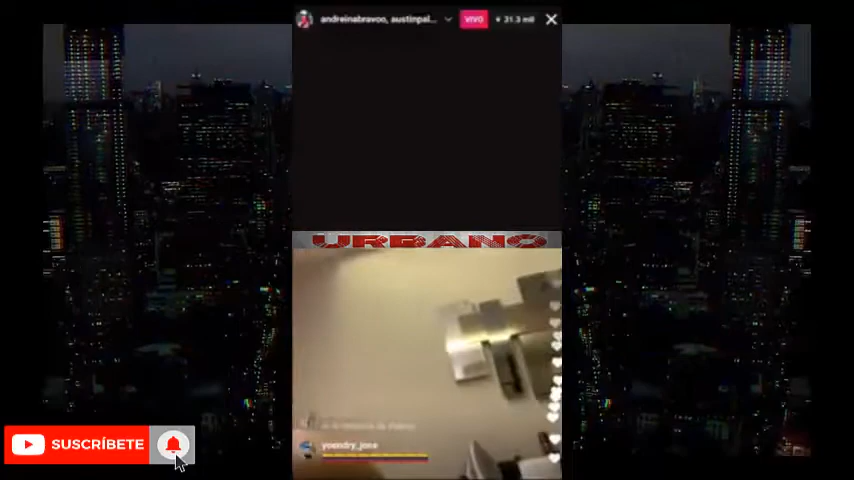 andreinabravoo, austinpal...
VIVO
31.3 mil
URBANO
yoendry_jose
SUSCRÍBETE